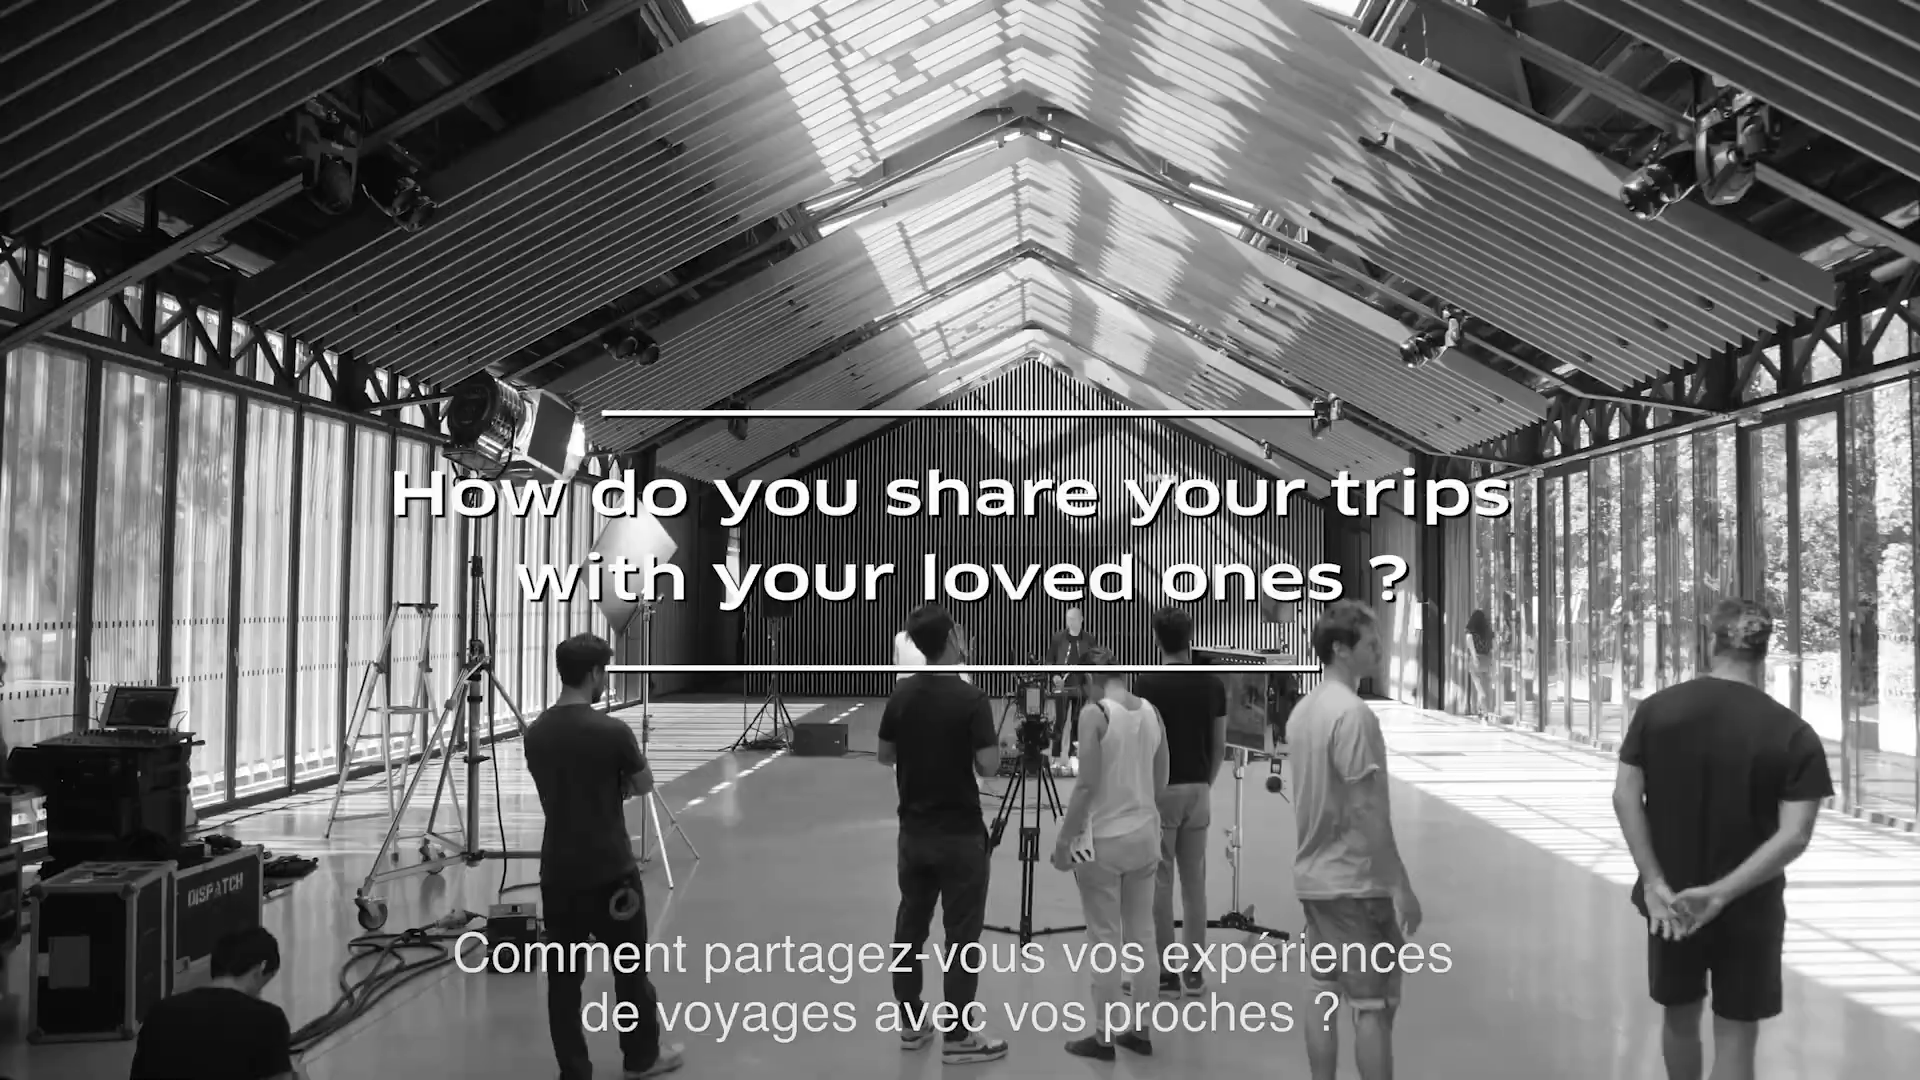 How do you share your trips
with your loved ones ?
DISPATCH
Comment partagez-vous vos expériences
de voyages avec vos proches ?